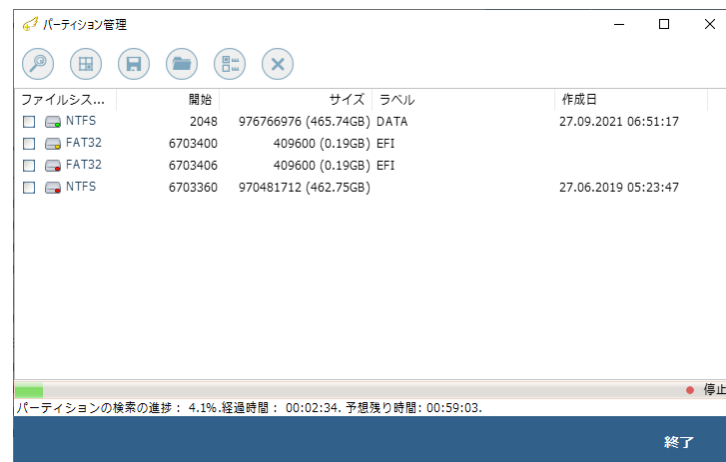 パーティション管理
ファイルシス... 開始 サイズ ラベル 作成日
NTFS 2048 976766976 (465.74GB) DATA 27.09.2021 06:51:17
FAT32 6703400 409600 (0.19GB) EFI
FAT32 6703406 409600 (0.19GB) EFI
NTFS 6703360 970481712 (462.75GB) 27.06.2019 05:23:47
停止
パーティションの検索の進捗： 4.1%.経過時間： 00:02:34. 予想残り時間: 00:59:03.
終了